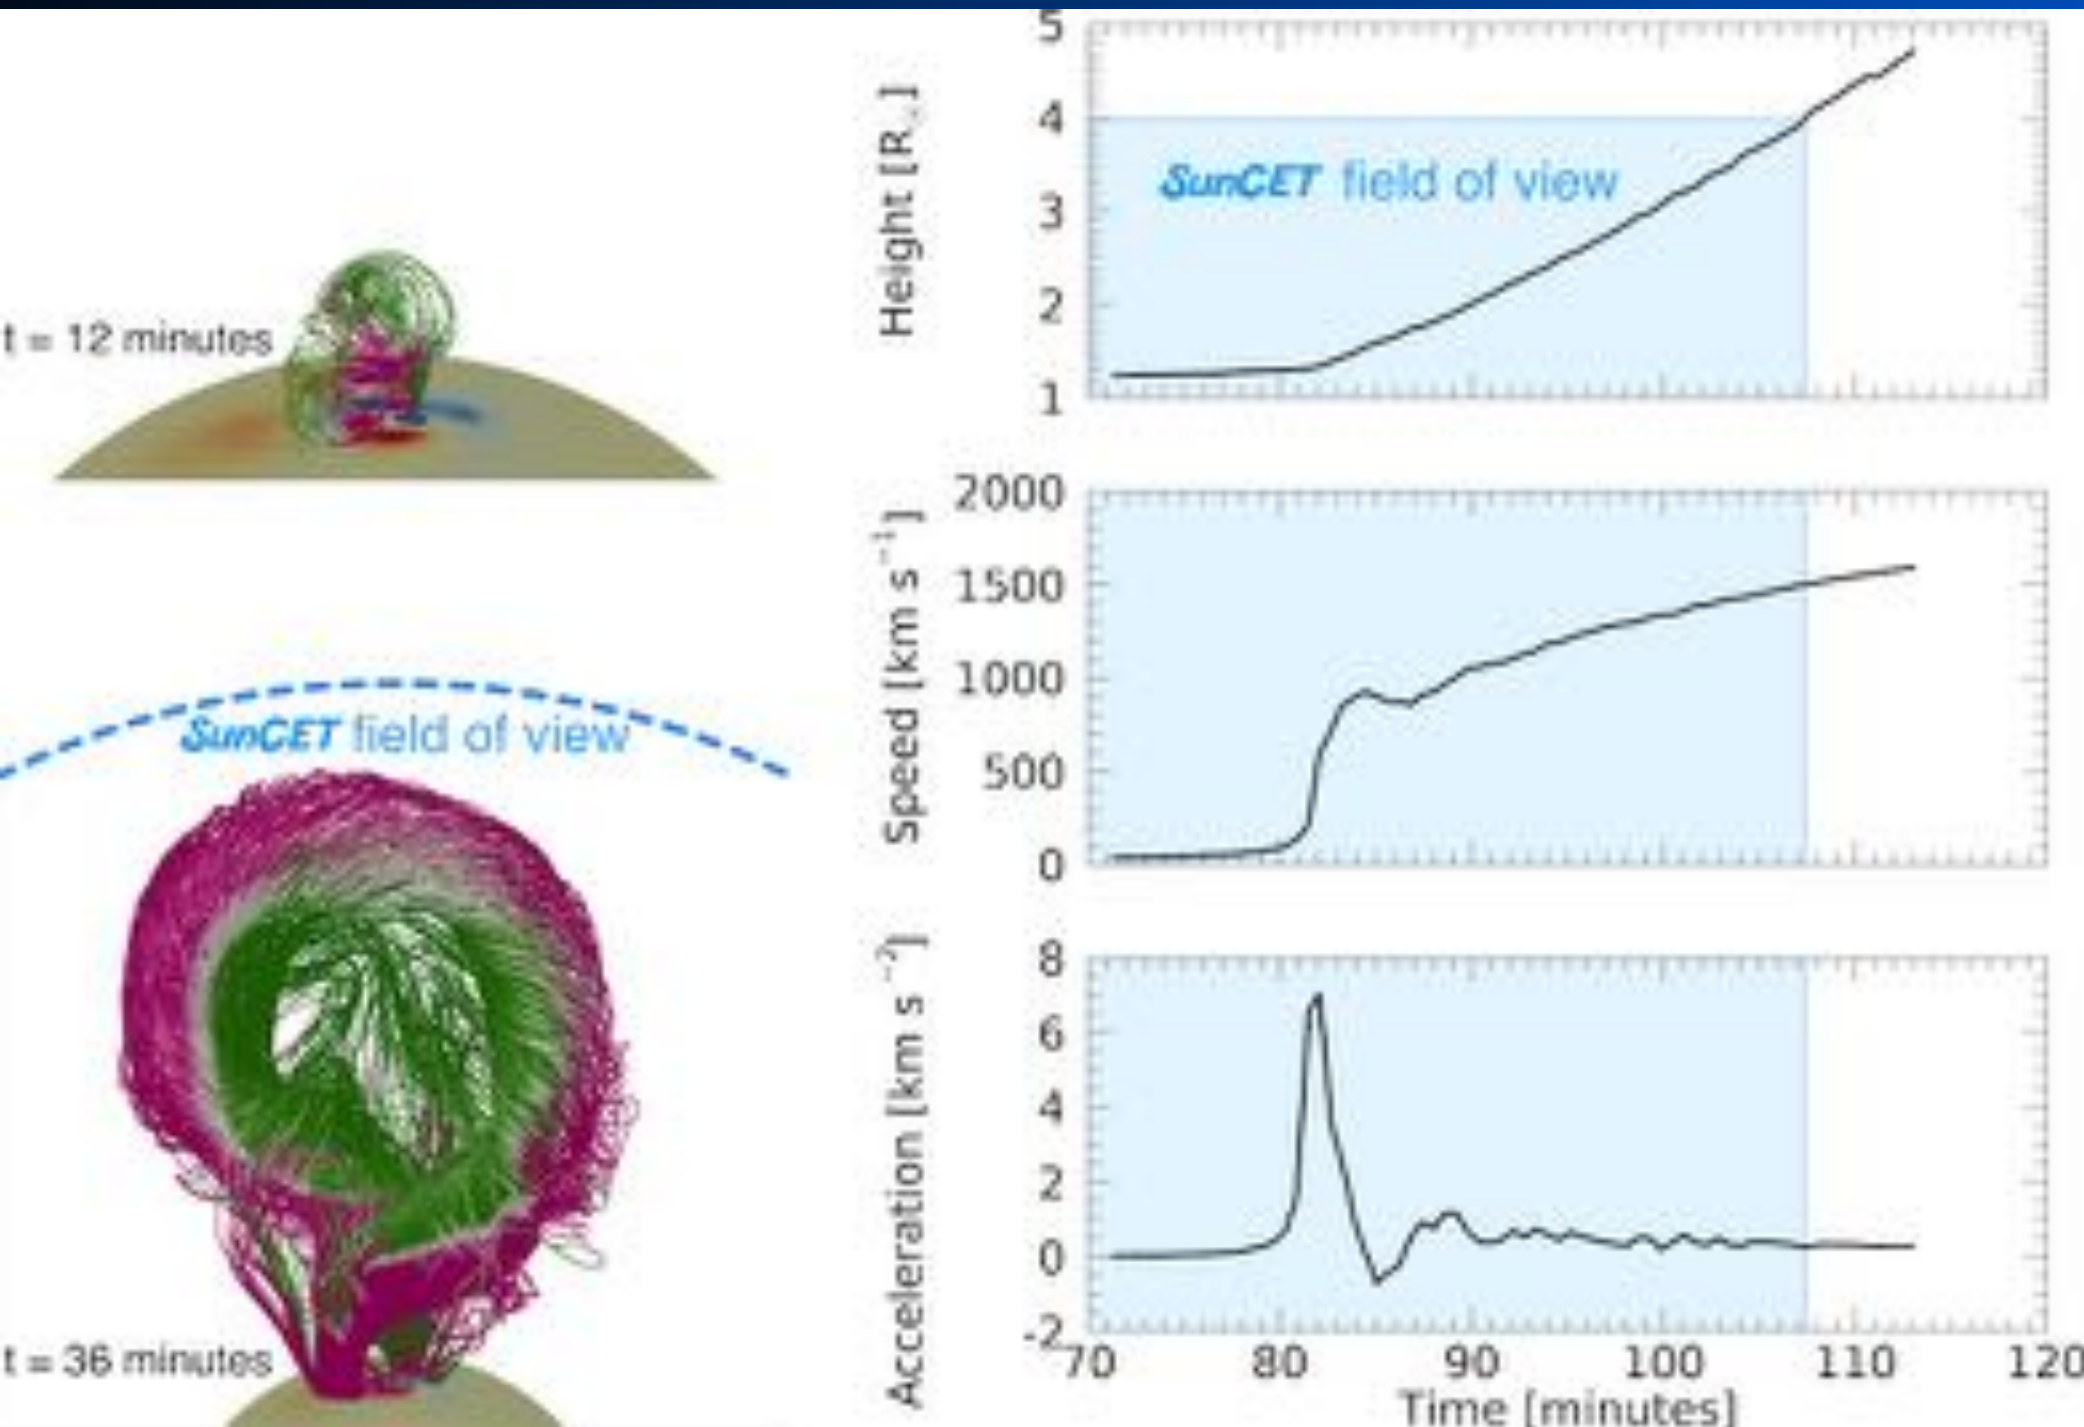 t = 12 minutes
SunCET field of view
t = 36 minutes
Height [R☉]
5
4
3
2
1
SunCET field of view
Speed [km s⁻¹]
2000
1500
1000
500
0
Acceleration [km s⁻²]
8
6
4
2
0
-2
70 80 90 100 110 120
Time [minutes]